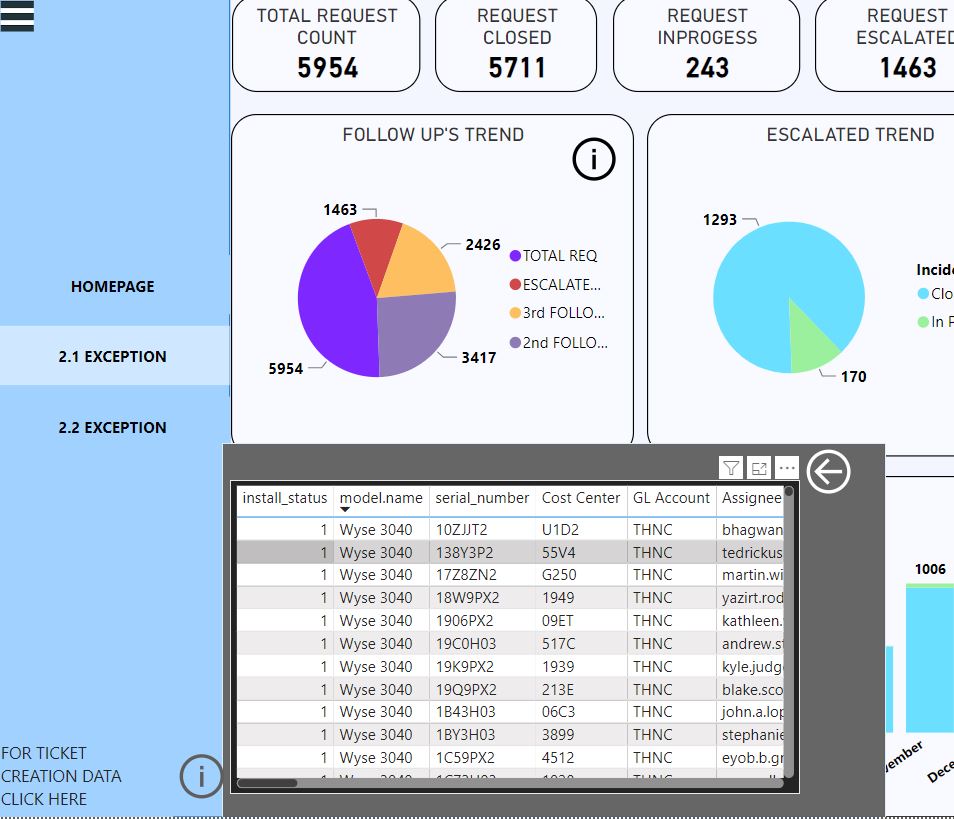 TOTAL REQUEST
COUNT
5954
REQUEST
CLOSED
5711
REQUEST
INPROGESS
243
REQUEST
ESCALATED
1463
FOLLOW UP'S TREND
i
1463
2426
3417
5954
TOTAL REQ
ESCALATE...
3rd FOLLO...
2nd FOLLO...
ESCALATED TREND
1293
170
Incide
Clo
In P
HOMEPAGE
2.1 EXCEPTION
2.2 EXCEPTION
install_status model.name serial_number Cost Center GL Account Assignee
1 Wyse 3040 10ZJJT2 U1D2 THNC bhagwan
1 Wyse 3040 138Y3P2 55V4 THNC tedrickus
1 Wyse 3040 17Z8ZN2 G250 THNC martin.wi
1 Wyse 3040 18W9PX2 1949 THNC yazirt.rod
1 Wyse 3040 1906PX2 09ET THNC kathleen.
1 Wyse 3040 19C0H03 517C THNC andrew.st
1 Wyse 3040 19K9PX2 1939 THNC kyle.judg
1 Wyse 3040 19Q9PX2 213E THNC blake.sco
1 Wyse 3040 1B43H03 06C3 THNC john.a.lop
1 Wyse 3040 1BY3H03 3899 THNC stephanie
1 Wyse 3040 1C59PX2 4512 THNC eyob.b.gr
1006
vember
Dece
FOR TICKET
CREATION DATA
CLICK HERE
i